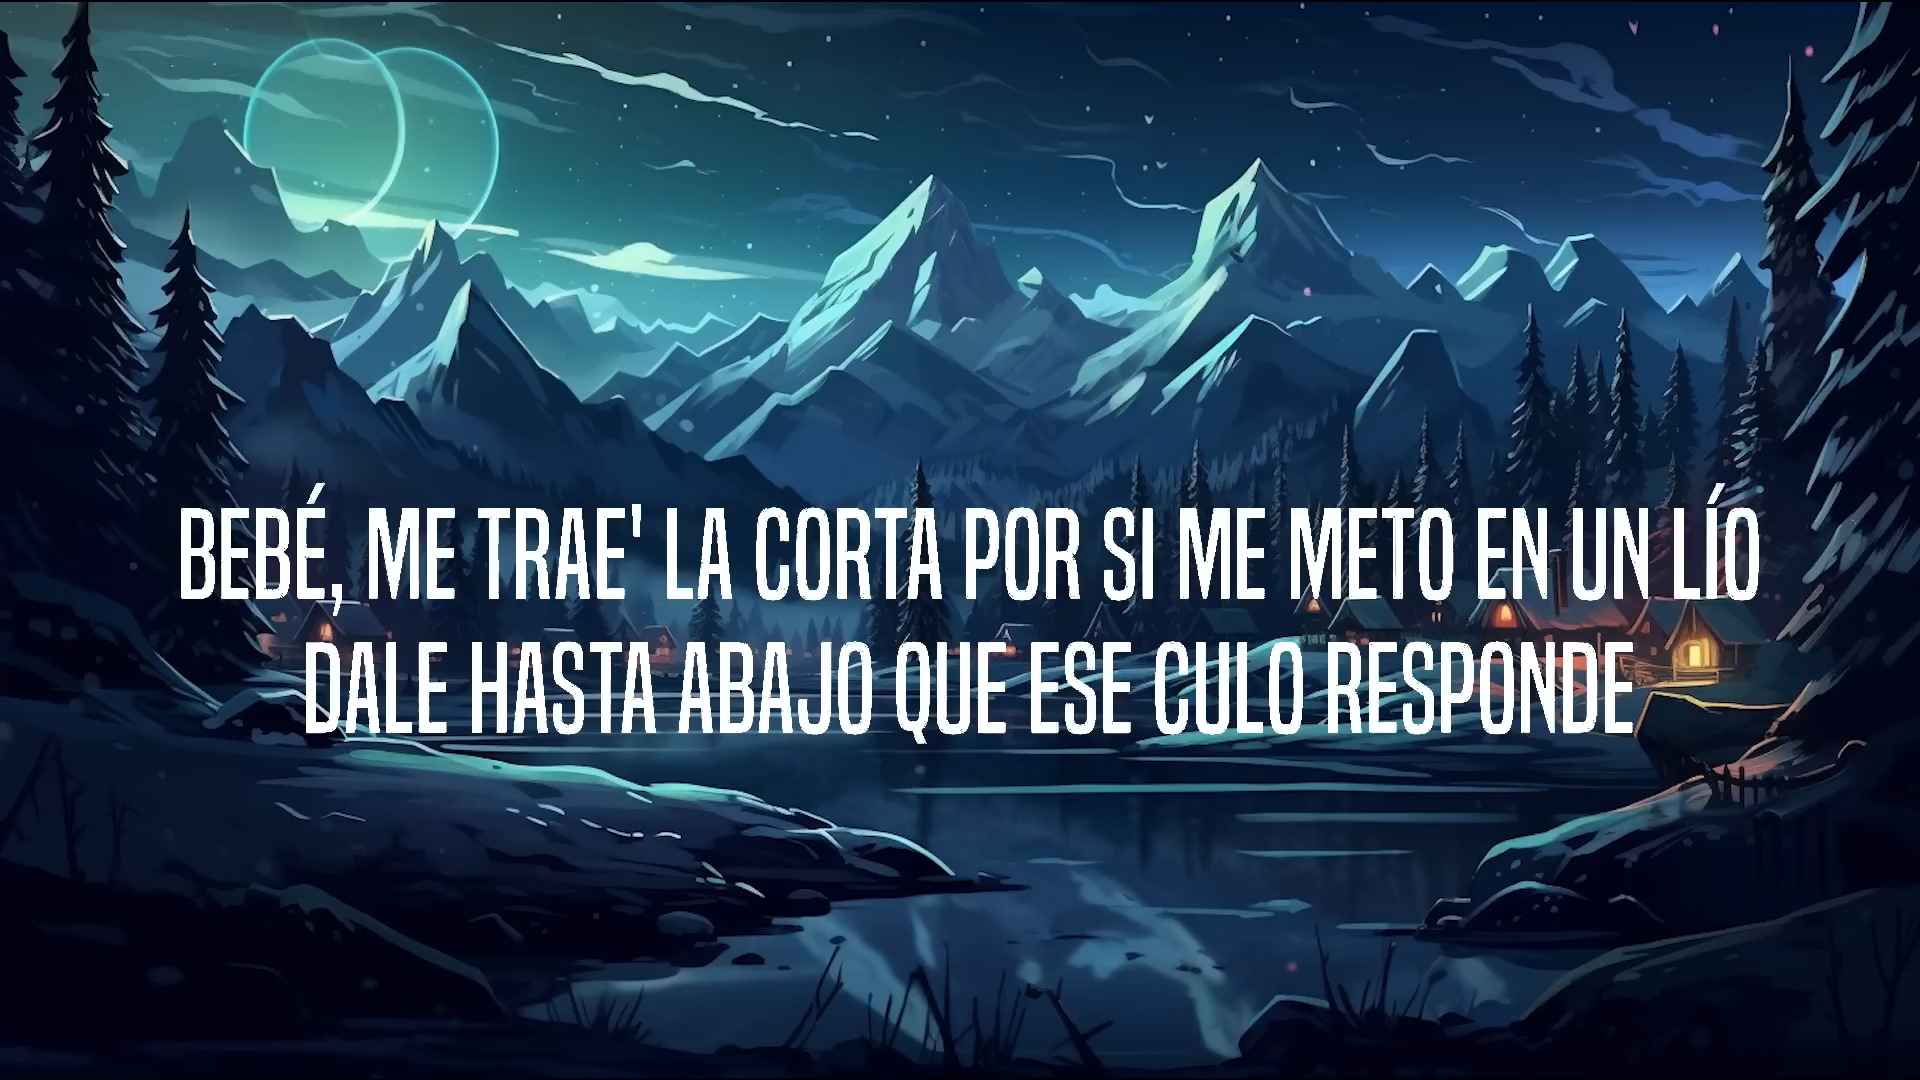 BEBÉ, ME TRAE' LA CORTA POR SI ME METO EN UN LÍO
DALE HASTA ABAJO QUE ESE CULO RESPONDE